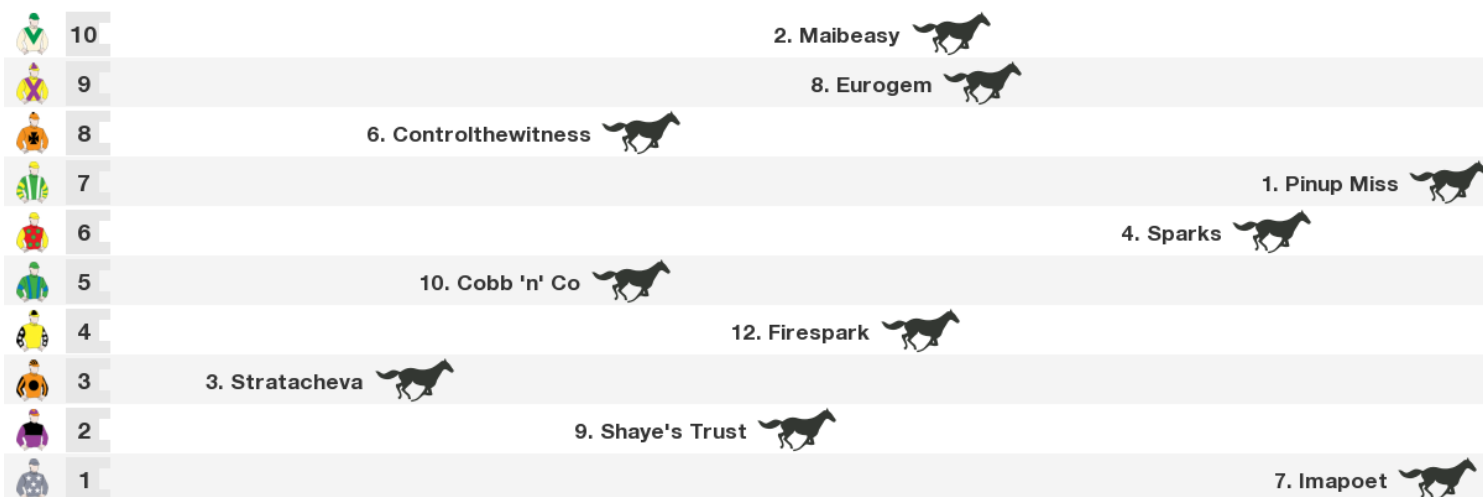 10 2. Maibeasy
9 8. Eurogem
8 6. Controlthewitness
7 1. Pinup Miss
6 4. Sparks
5 10. Cobb 'n' Co
4 12. Firespark
3 3. Stratacheva
2 9. Shaye's Trust
1 7. Imapoet